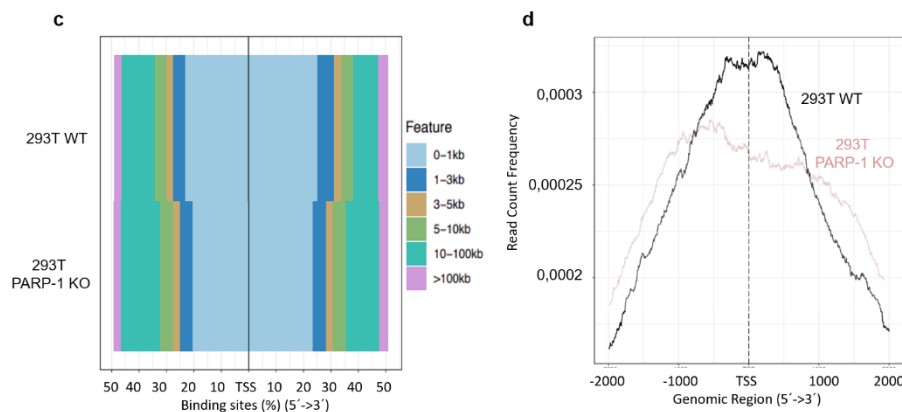 c
293T WT
293T
PARP-1 KO
Feature
0-1kb
1-3kb
3-5kb
5-10kb
10-100kb
>100kb
50 40 30 20 10 TSS 10 20 30 40 50
Binding sites (%) (5´->3´)
d
Read Count Frequency
0,0003
0,00025
0,0002
293T WT
293T
PARP-1 KO
-2000 -1000 TSS 1000 2000
Genomic Region (5´->3´)